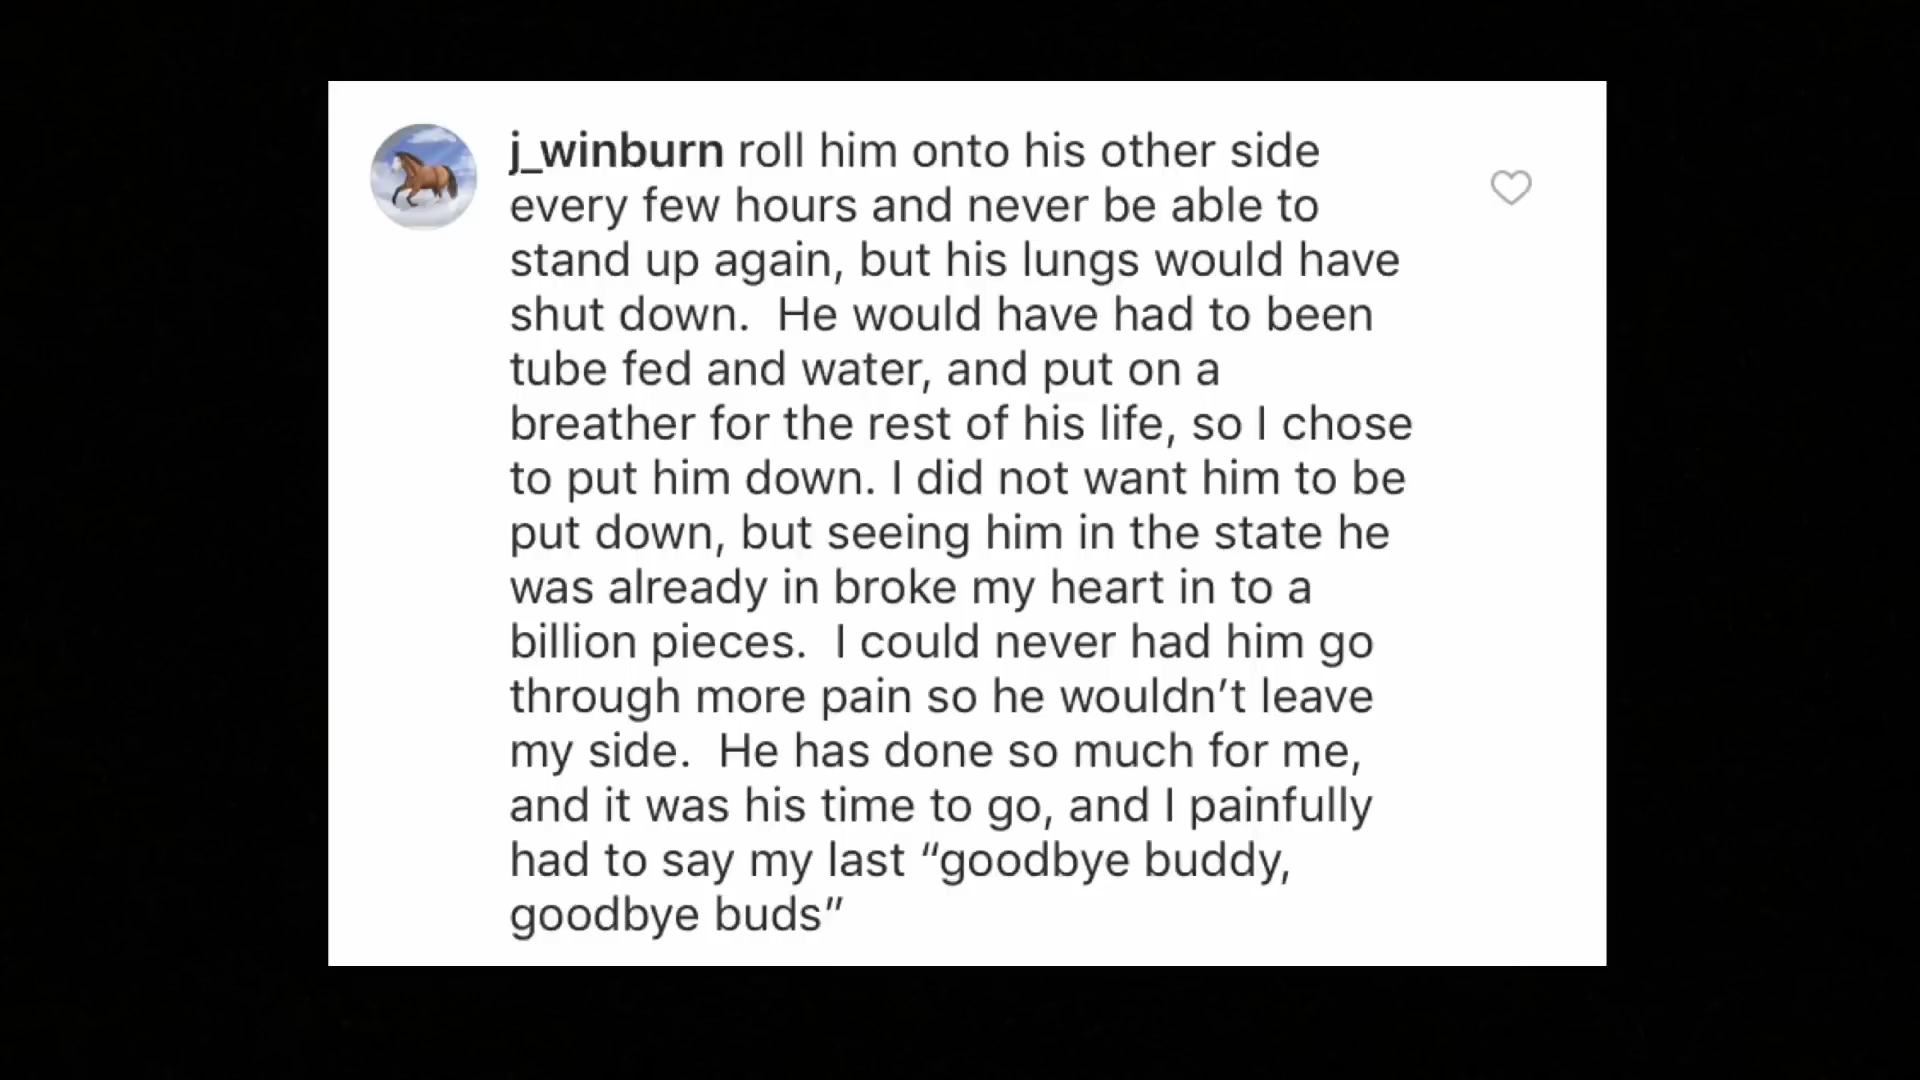 j_winburn roll him onto his other side
every few hours and never be able to
stand up again, but his lungs would have
shut down.  He would have had to been
tube fed and water, and put on a
breather for the rest of his life, so I chose
to put him down. I did not want him to be
put down, but seeing him in the state he
was already in broke my heart in to a
billion pieces.  I could never had him go
through more pain so he wouldn’t leave
my side.  He has done so much for me,
and it was his time to go, and I painfully
had to say my last “goodbye buddy,
goodbye buds”